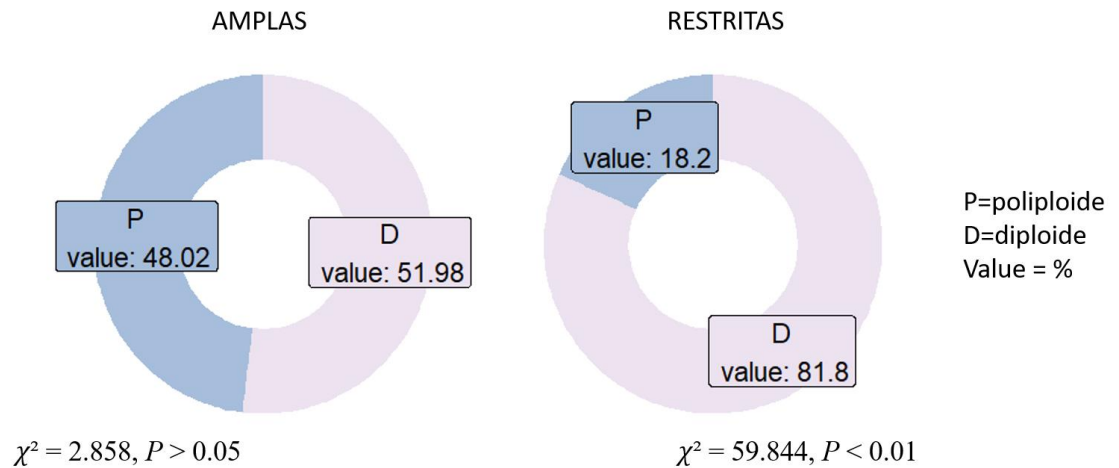 AMPLAS
RESTRITAS
P
value: 48.02
D
value: 51.98
P
value: 18.2
D
value: 81.8
P=poliploide
D=diploide
Value = %
χ² = 2.858, P > 0.05
χ² = 59.844, P < 0.01